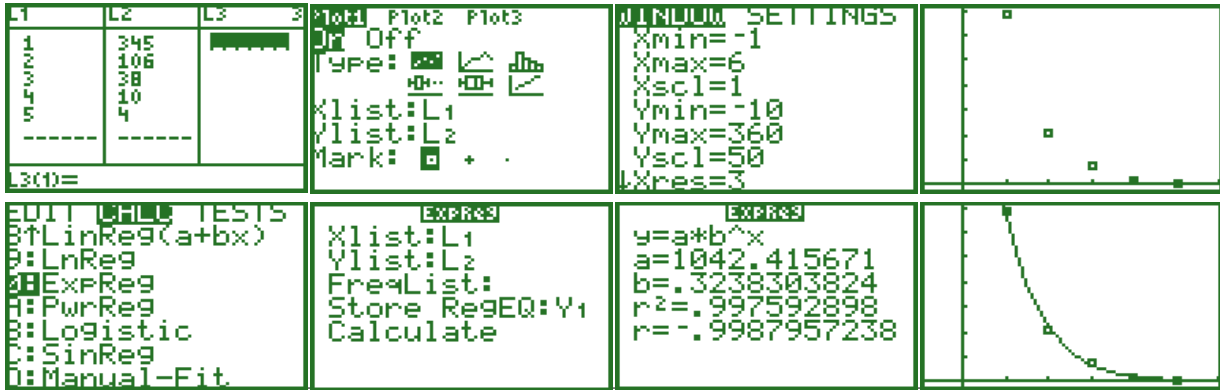 L1 L2 L3 3
1 345
2 106
3 38
4 10
5 4
------ ------
L3(1)=
Plot1 Plot2 Plot3
On Off
Type:
Xlist:L1
Ylist:L2
Mark:
WINDOW SETTINGS
Xmin=-1
Xmax=6
Xscl=1
Ymin=-10
Ymax=360
Yscl=50
↓Xres=3
EDIT CALC TESTS
B↑LinReg(a+bx)
9:LnReg
0:ExpReg
A:PwrReg
B:Logistic
C:SinReg
D:Manual-Fit
ExpReg
Xlist:L1
Ylist:L2
FreqList:
Store RegEQ:Y1
Calculate
ExpReg
y=a*b^x
a=1042.415671
b=.3238303824
r²=.997592898
r=-.9987957238